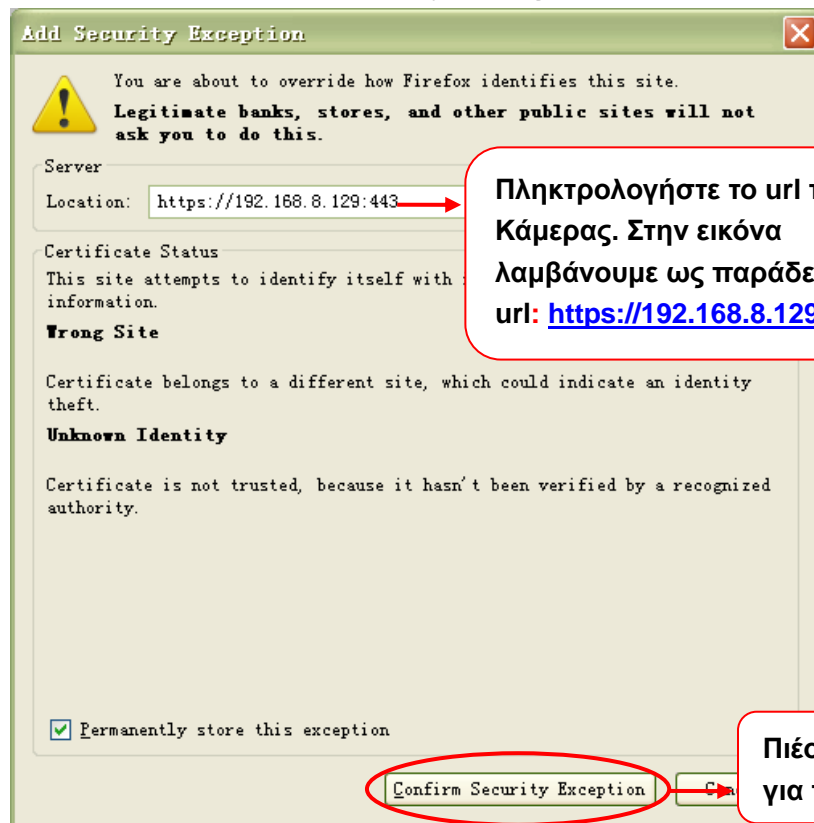 Add Security Exception
You are about to override how Firefox identifies this site.
Legitimate banks, stores, and other public sites will not
ask you to do this.
Server
Location: https://192.168.8.129:443
Πληκτρολογήστε το url
Κάμερας. Στην εικόνα
λαμβάνουμε ως
url: https://192.168.8.129
Certificate Status
This site attempts to identify itself with
information.
Wrong Site
Certificate belongs to a different site, which could indicate an identity
theft.
Unknown Identity
Certificate is not trusted, because it hasn't been verified by a recognized
authority.
Permanently store this exception
Confirm Security Exception
για